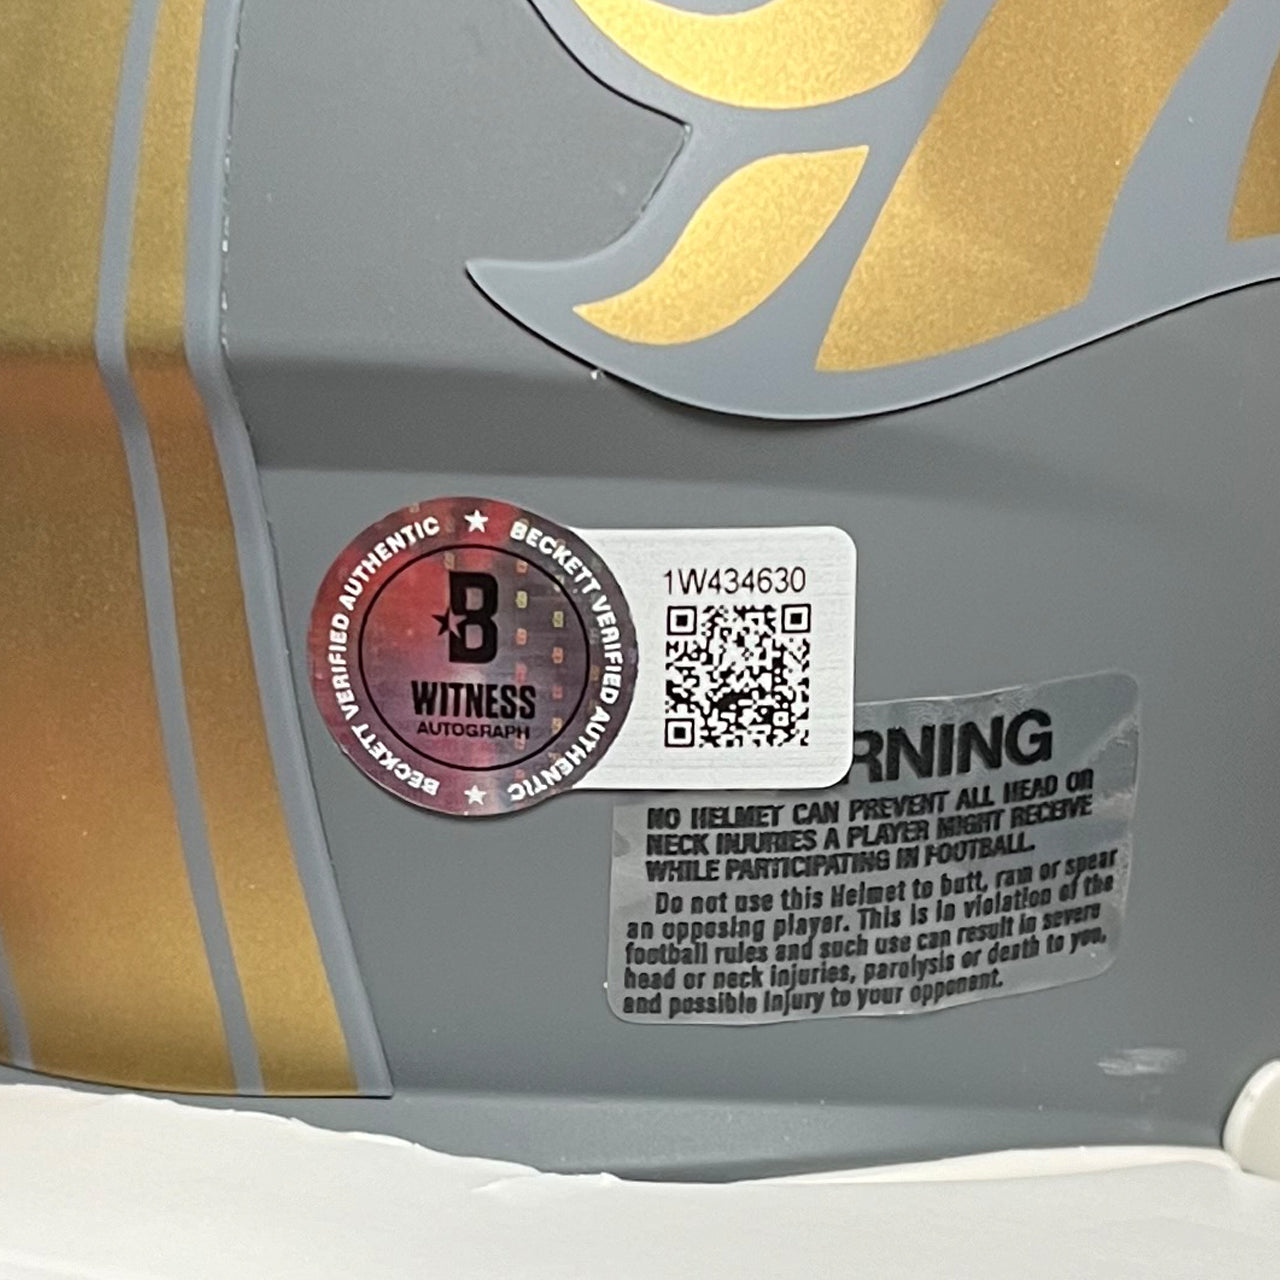 BECKETT VERIFIED AUTHENTIC ★ BECKETT VERIFIED AUTHENTIC ★
B
WITNESS
AUTOGRAPH
1W434630
RNING
NO HELMET CAN PREVENT ALL HEAD OR
NECK INJURIES A PLAYER MIGHT RECEIVE
WHILE PARTICIPATING IN FOOTBALL.
Do not use this Helmet to butt, ram or spear
an opposing player. This is in violation of the
football rules and such use can result in severe
head or neck injuries, paralysis or death to you,
and possible injury to your opponent.